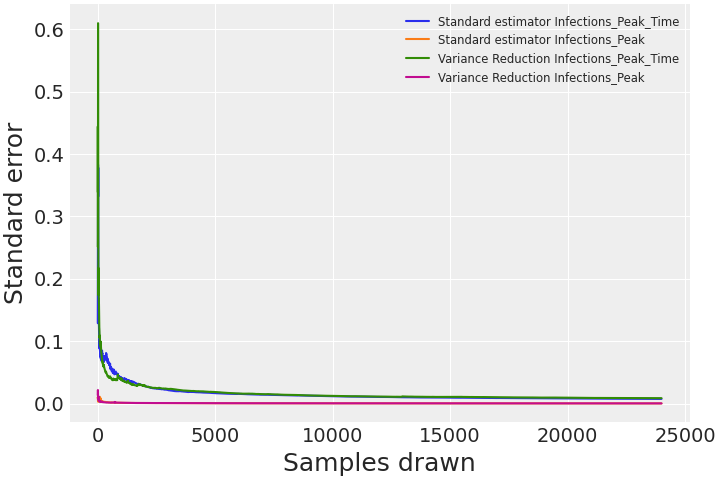 Standard estimator Infections_Peak_Time
Standard estimator Infections_Peak
Variance Reduction Infections_Peak_Time
Variance Reduction Infections_Peak
0.6
0.5
0.4
0.3
0.2
0.1
0.0
Standard error
0 5000 10000 15000 20000 25000
Samples drawn